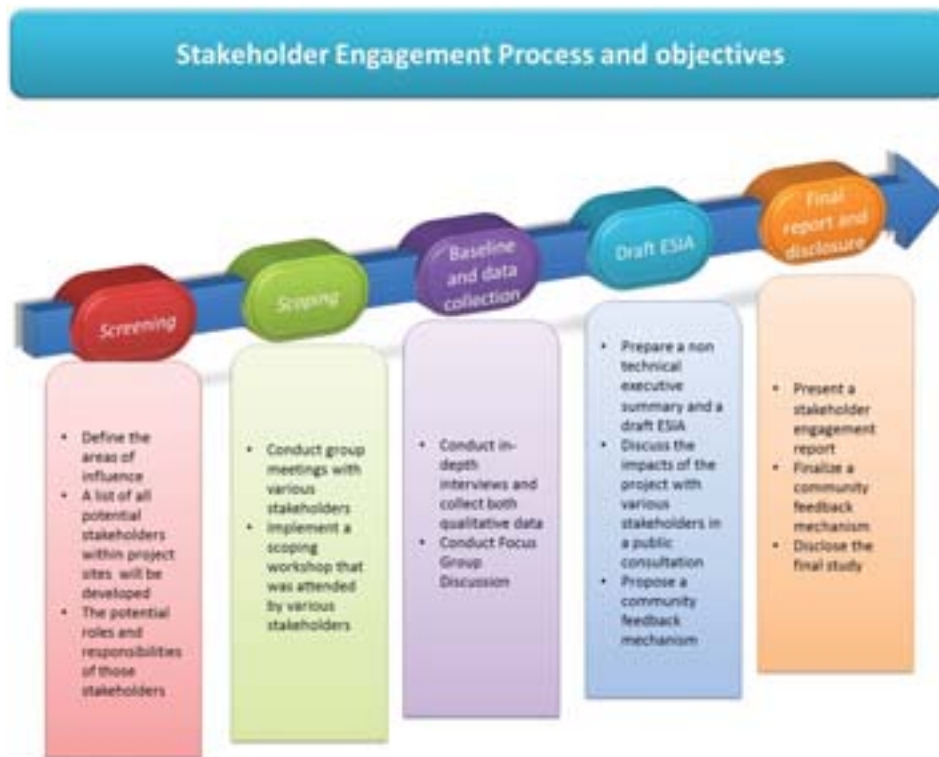 Stakeholder Engagement Process and objectives
Screening
• Define the
areas of
influence
• A list of all
potential
stakeholders
within project
sites will be
developed
• The potential
roles and
responsibilities
of those
stakeholders
Scoping
• Conduct group
meetings with
various
stakeholders
• Implement a
scoping
workshop that
was attended
by various
stakeholders
Baseline
and data
collection
• Conduct in-
depth
interviews and
collect both
qualitative data
• Conduct Focus
Group
Discussion
Draft ESIA
• Prepare a non
technical
executive
summary and a
draft ESIA
• Discuss the
impacts of the
project with
various
stakeholders in
a public
consultation
• Propose a
community
feedback
mechanism
Final
report and
disclosure
• Present a
stakeholder
engagement
report
• Finalize a
community
feedback
mechanism
• Disclose the
final study